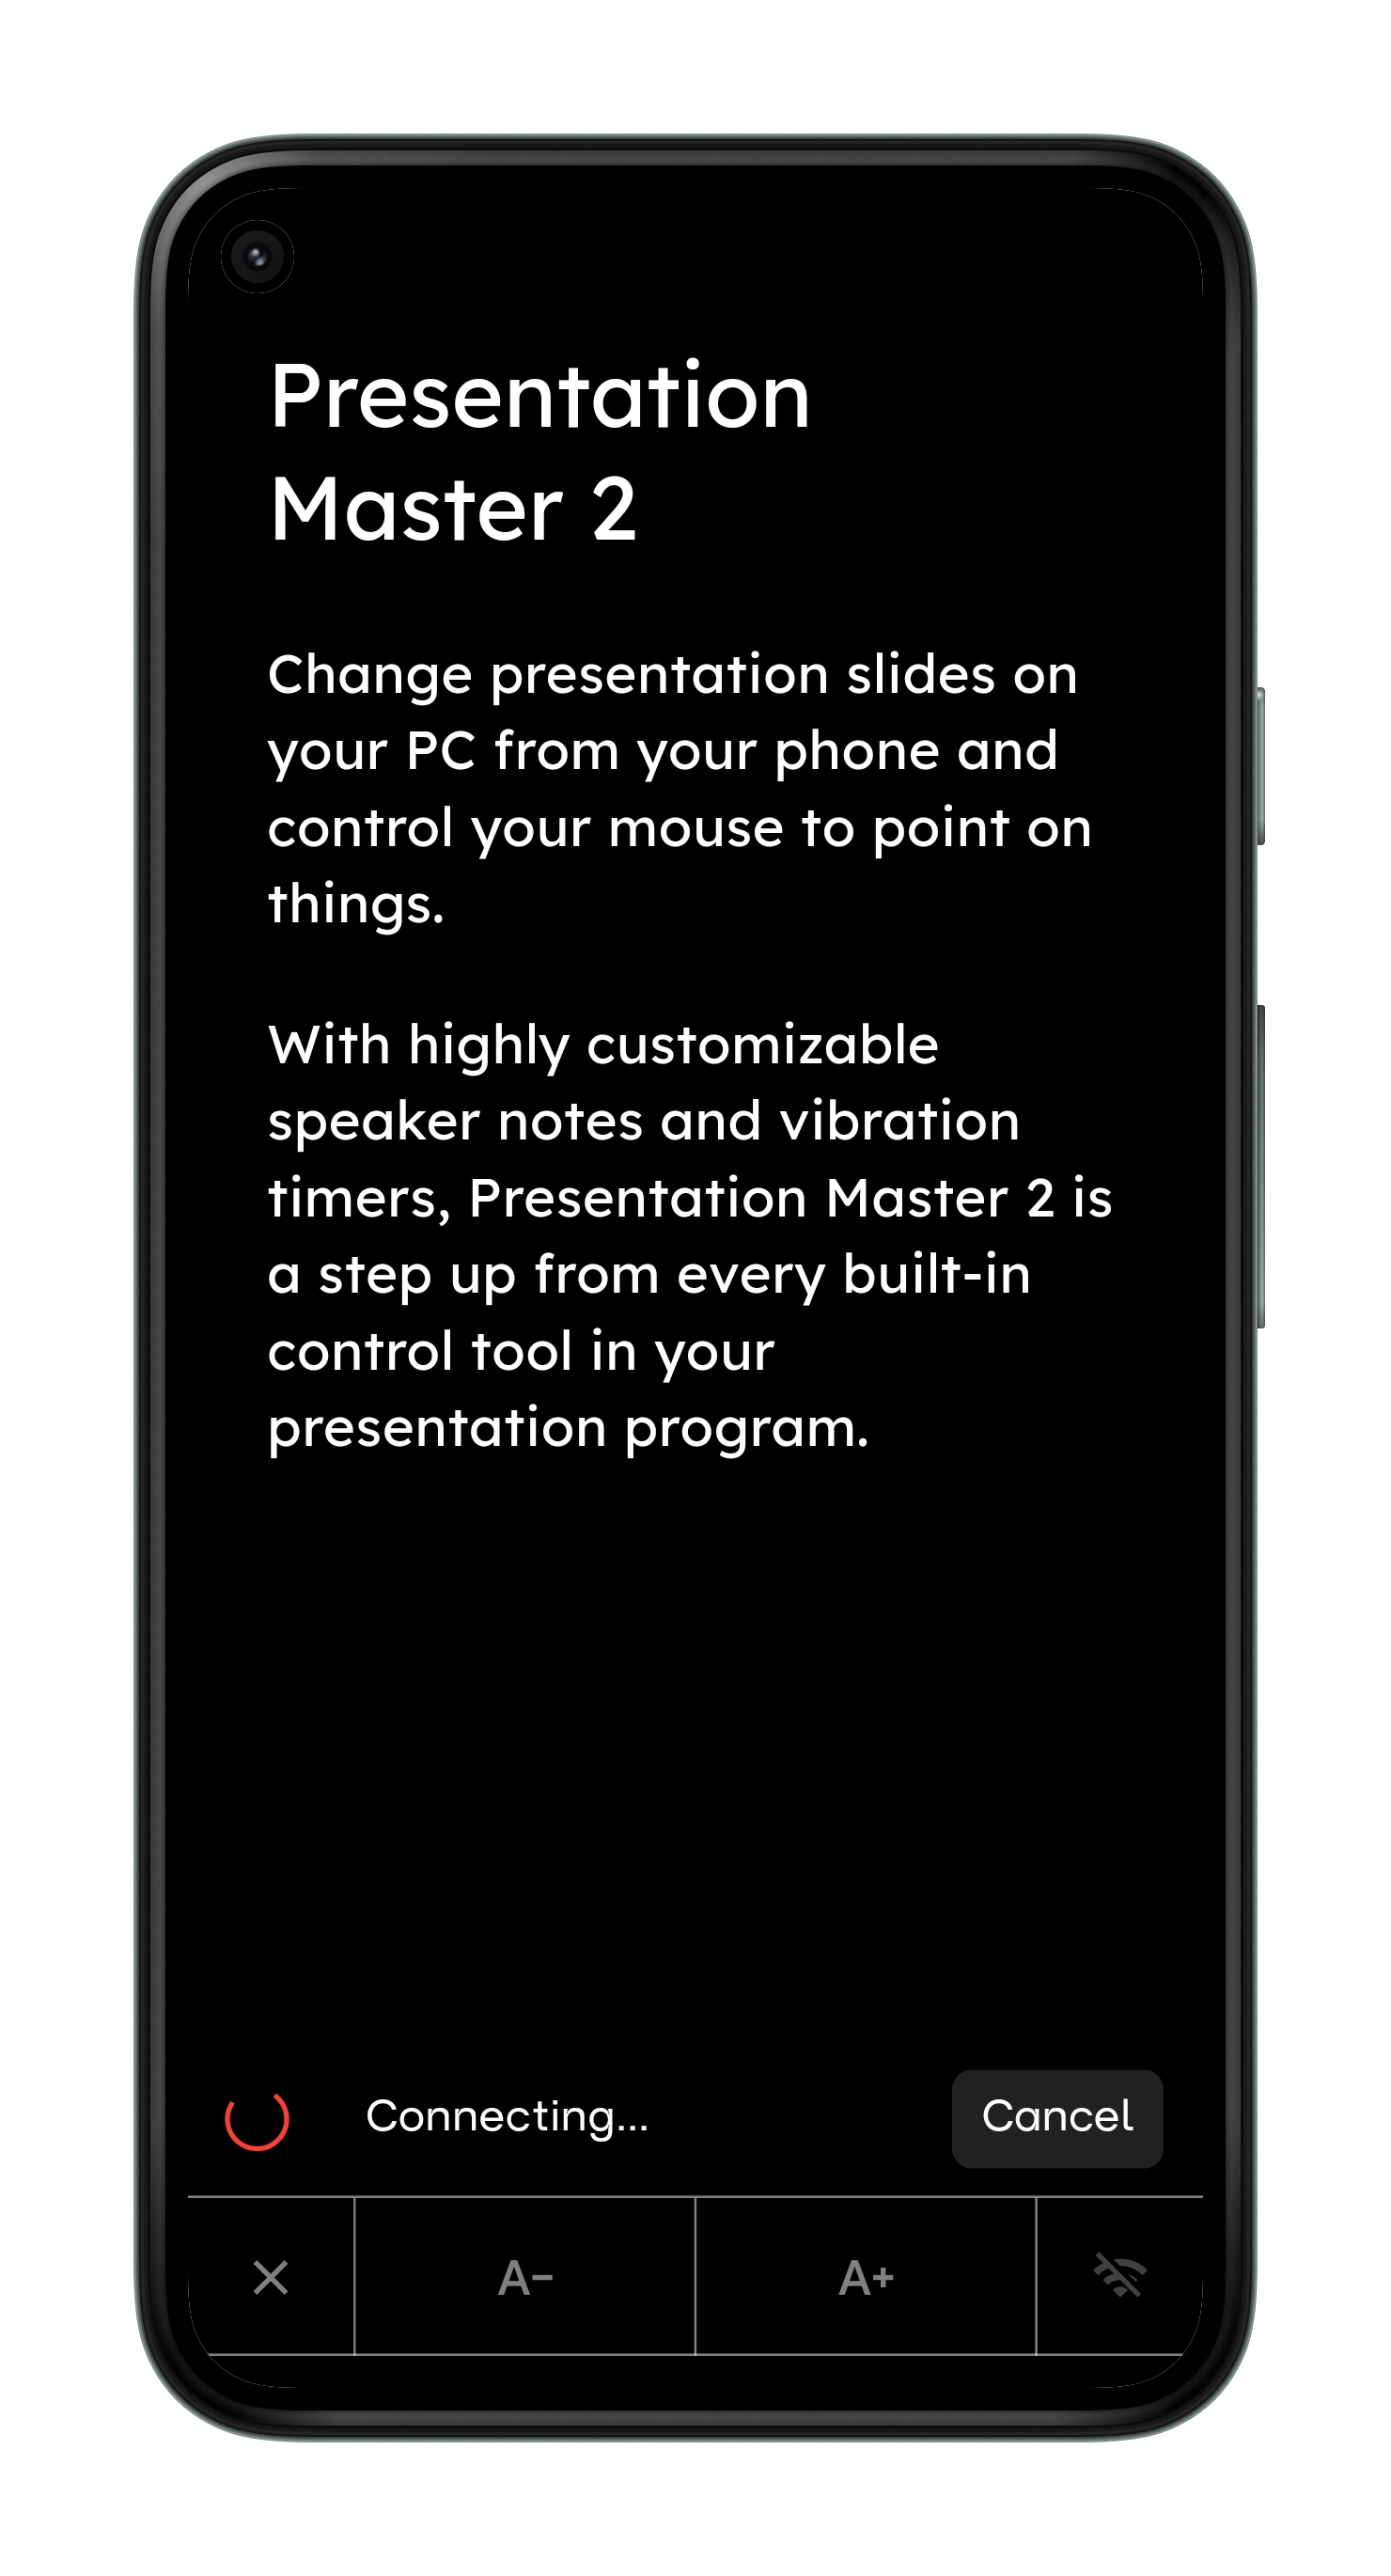 Presentation
Master 2
Change presentation slides on
your PC from your phone and
control your mouse to point on
things.
With highly customizable
speaker notes and vibration
timers, Presentation Master 2 is
a step up from every built-in
control tool in your
presentation program.
Connecting... Cancel
A- A+